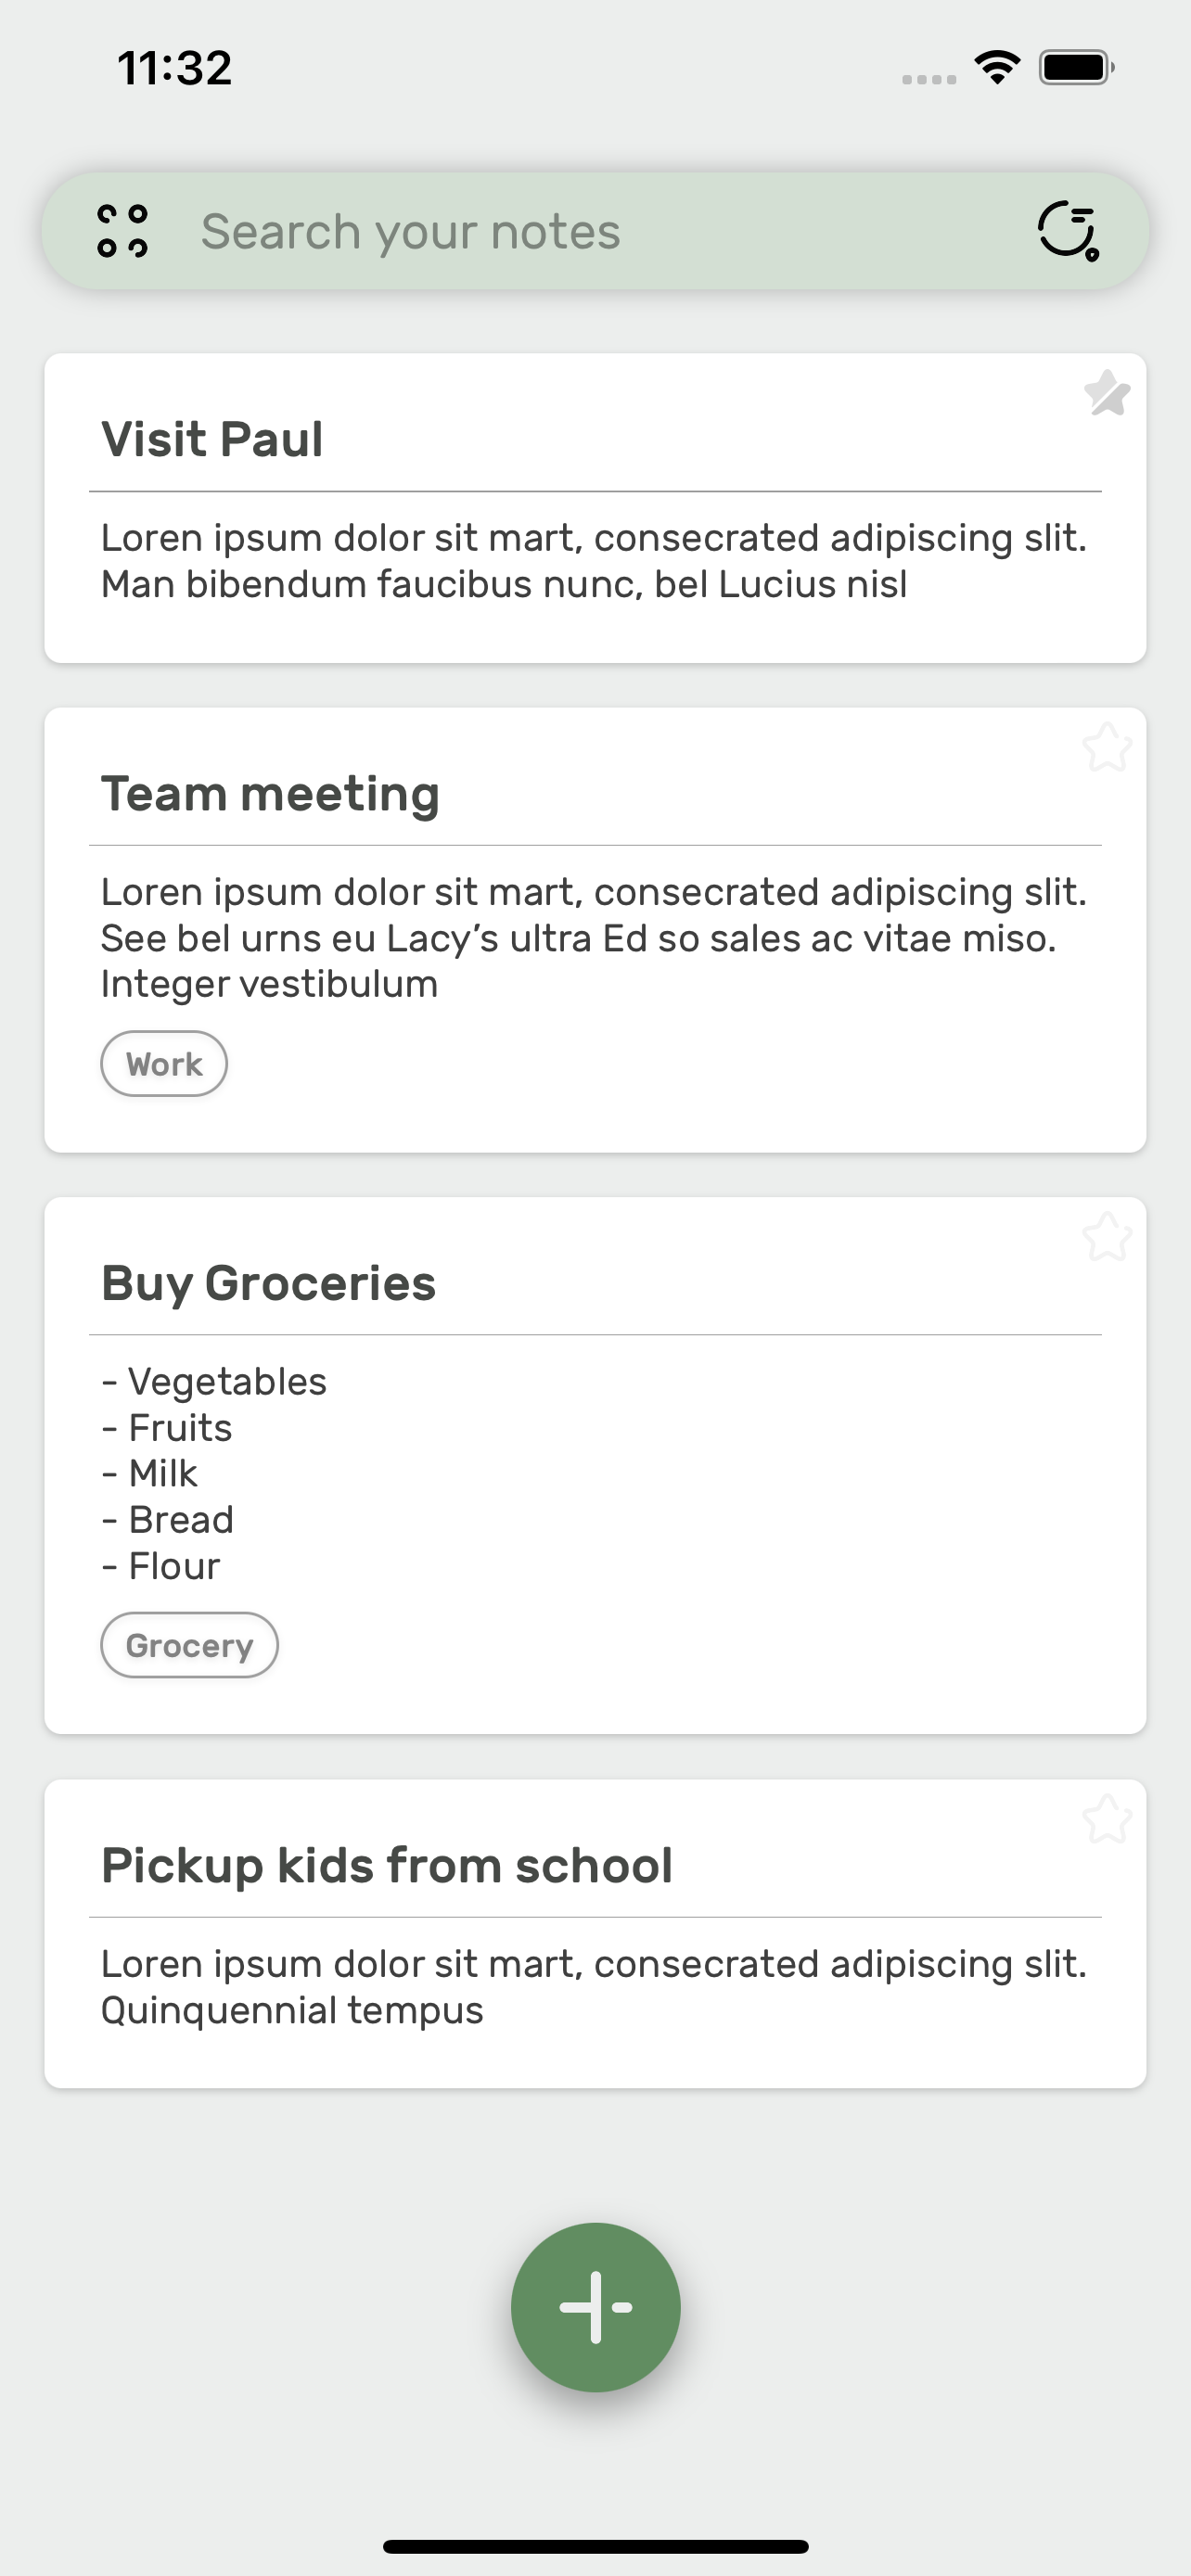 11:32
Search your notes
Visit Paul
Loren ipsum dolor sit mart, consecrated adipiscing slit.
Man bibendum faucibus nunc, bel Lucius nisl
Team meeting
Loren ipsum dolor sit mart, consecrated adipiscing slit.
See bel urns eu Lacy’s ultra Ed so sales ac vitae miso.
Integer vestibulum
Work
Buy Groceries
- Vegetables
- Fruits
- Milk
- Bread
- Flour
Grocery
Pickup kids from school
Loren ipsum dolor sit mart, consecrated adipiscing slit.
Quinquennial tempus